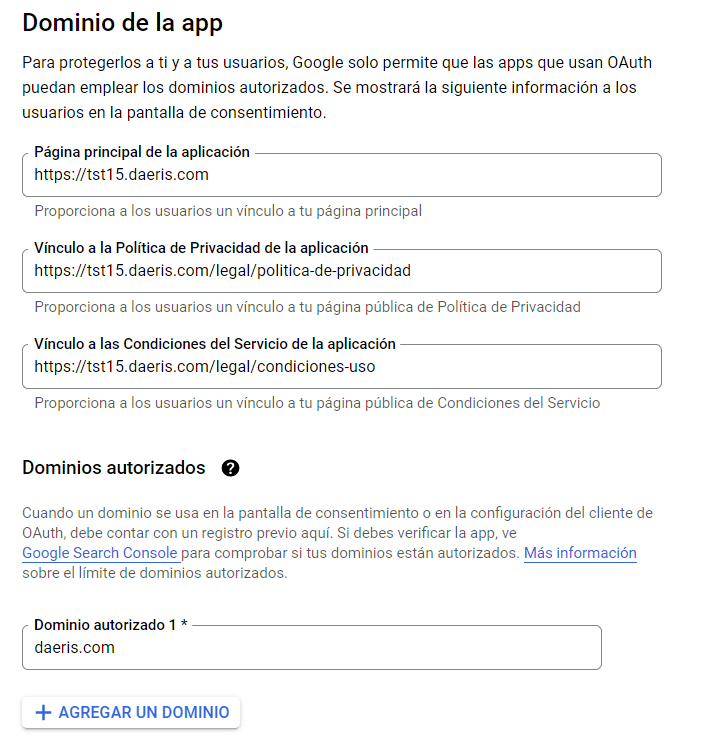 Dominio de la app
Para protegerlos a ti y a tus usuarios, Google solo permite que las apps que usan OAuth
puedan emplear los dominios autorizados. Se mostrará la siguiente información a los
usuarios en la pantalla de consentimiento.
Página principal de la aplicación
https://tst15.daeris.com
Proporciona a los usuarios un vínculo a tu página principal
Vínculo a la Política de Privacidad de la aplicación
https://tst15.daeris.com/legal/politica-de-privacidad
Proporciona a los usuarios un vínculo a tu página pública de Política de Privacidad
Vínculo a las Condiciones del Servicio de la aplicación
https://tst15.daeris.com/legal/condiciones-uso
Proporciona a los usuarios un vínculo a tu página pública de Condiciones del Servicio
Dominios autorizados ?
Cuando un dominio se usa en la pantalla de consentimiento o en la configuración del cliente de
OAuth, debe contar con un registro previo aquí. Si debes verificar la app, ve
Google Search Console para comprobar si tus dominios están autorizados. Más información
sobre el límite de dominios autorizados.
Dominio autorizado 1 *
daeris.com
+ AGREGAR UN DOMINIO